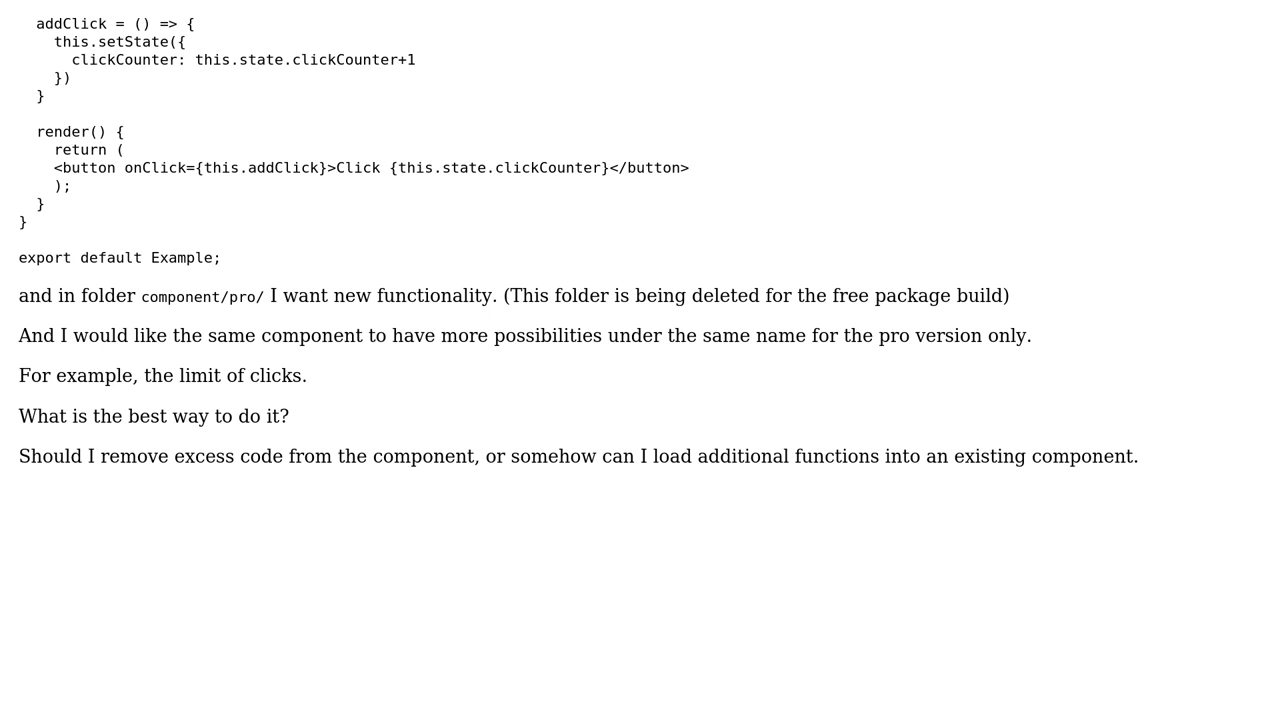 addClick = () => {
    this.setState({
      clickCounter: this.state.clickCounter+1
    })
  }

  render() {
    return (
    <button onClick={this.addClick}>Click {this.state.clickCounter}</button>
    );
  }
}

export default Example;
and in folder component/pro/ I want new functionality. (This folder is being deleted for the free package build)
And I would like the same component to have more possibilities under the same name for the pro version only.
For example, the limit of clicks.
What is the best way to do it?
Should I remove excess code from the component, or somehow can I load additional functions into an existing component.